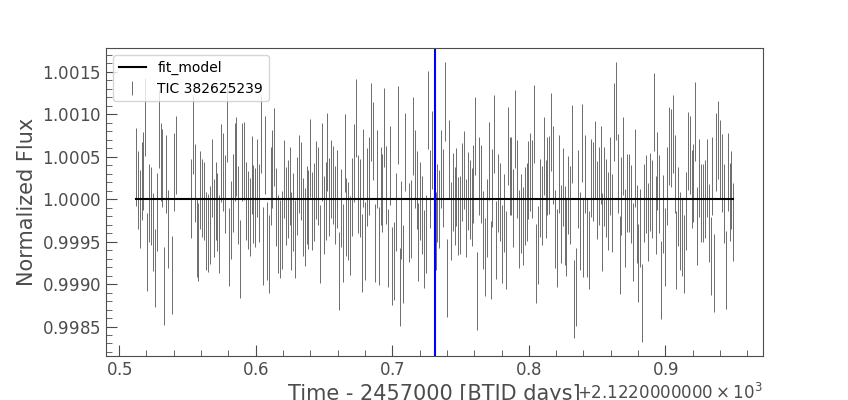 fit_model
TIC 382625239
Normalized Flux
1.0015
1.0010
1.0005
1.0000
0.9995
0.9990
0.9985
0.5 0.6 0.7 0.8 0.9
Time - 2457000 [BTJD days]
+2.1220000000 × 10³